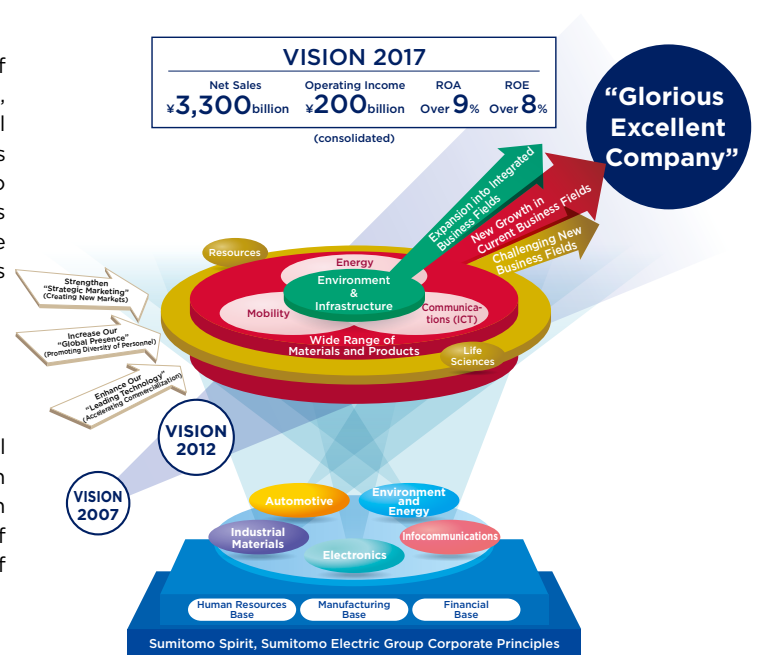 VISION 2017
Net Sales
¥3,300billion
Operating Income
¥200billion
ROA
Over 9%
ROE
Over 8%
(consolidated)
“Glorious
Excellent
Company”
Expansion into Integrated
Business Fields
New Growth in
Current Business Fields
Challenging New
Business Fields
Resources
Energy
Environment
&
Infrastructure
Mobility
Communica-
tions (ICT)
Wide Range of
Materials and Products
Life
Sciences
Strengthen
“Strategic Marketing”
(Creating New Markets)
Increase Our
“Global Presence”
(Promoting Diversity of Personnel)
Enhance Our
“Leading Technology”
(Accelerating Commercialization)
VISION
2012
VISION
2007
Automotive
Environment
and
Energy
Industrial
Materials
Infocommunications
Electronics
Human Resources
Base
Manufacturing
Base
Financial
Base
Sumitomo Spirit, Sumitomo Electric Group Corporate Principles